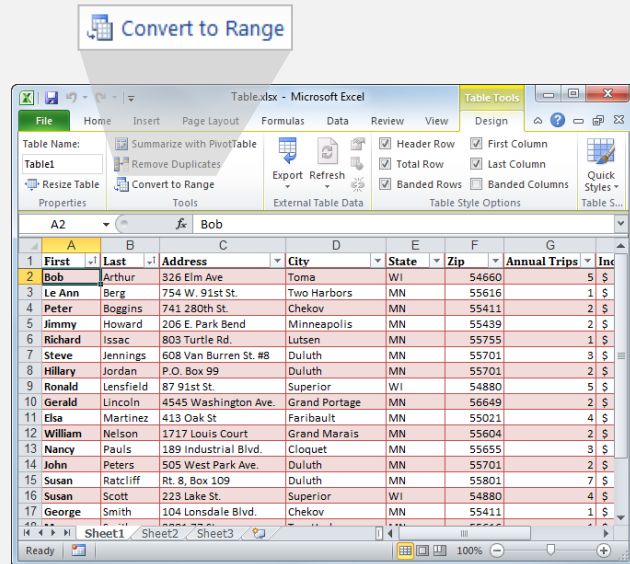 Convert to Range
Table.xlsx - Microsoft Excel
Table Tools
File Home Insert Page Layout Formulas Data Review View Design
Table Name:
Table1
Resize Table
Properties
Summarize with PivotTable
Remove Duplicates
Convert to Range
Tools
Export Refresh
External Table Data
Header Row First Column
Total Row Last Column
Banded Rows Banded Columns
Table Style Options
Quick
Styles
Table S...
A2 fx Bob
A B C D E F G
1 First Last Address City State Zip Annual Trips Inc
2 Bob Arthur 326 Elm Ave Toma WI 54660 5 $
3 Le Ann Berg 754 W. 91st St. Two Harbors MN 55616 1 $
4 Peter Boggins 741 280th St. Chekov MN 55411 2 $
5 Jimmy Howard 206 E. Park Bend Minneapolis MN 55439 2 $
6 Richard Issac 803 Turtle Rd. Lutsen MN 55755 1 $
7 Steve Jennings 608 Van Burren St. #8 Duluth MN 55701 3 $
8 Hillary Jordan P.O. Box 99 Duluth MN 55701 2 $
9 Ronald Lensfield 87 91st St. Superior WI 54880 5 $
10 Gerald Lincoln 4545 Washington Ave. Grand Portage MN 56649 2 $
11 Elsa Martinez 413 Oak St Faribault MN 55021 4 $
12 William Nelson 1717 Louis Court Grand Marais MN 55604 2 $
13 Nancy Pauls 189 Industrial Blvd. Cloquet MN 55655 3 $
14 John Peters 505 West Park Ave. Duluth MN 55701 2 $
15 Susan Ratcliff Rt. 8, Box 109 Duluth MN 55801 7 $
16 Susan Scott 223 Lake St. Superior WI 54880 4 $
17 George Smith 104 Lonsdale Blvd. Chekov MN 55411 1 $
Sheet1 Sheet2 Sheet3
Ready 100%